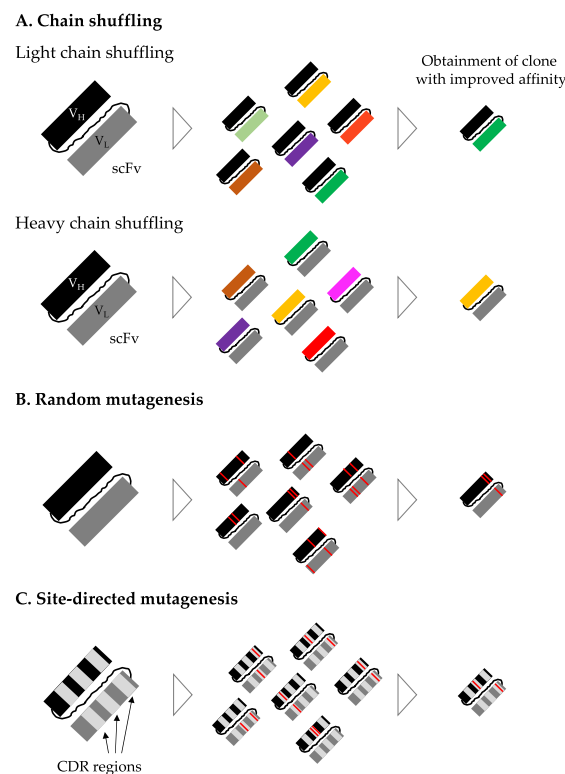 A. Chain shuffling
Light chain shuffling
Obtainment of clone
with improved affinity
VH
VL
scFv
Heavy chain shuffling
VH
VL
scFv
B. Random mutagenesis
C. Site-directed mutagenesis
CDR regions